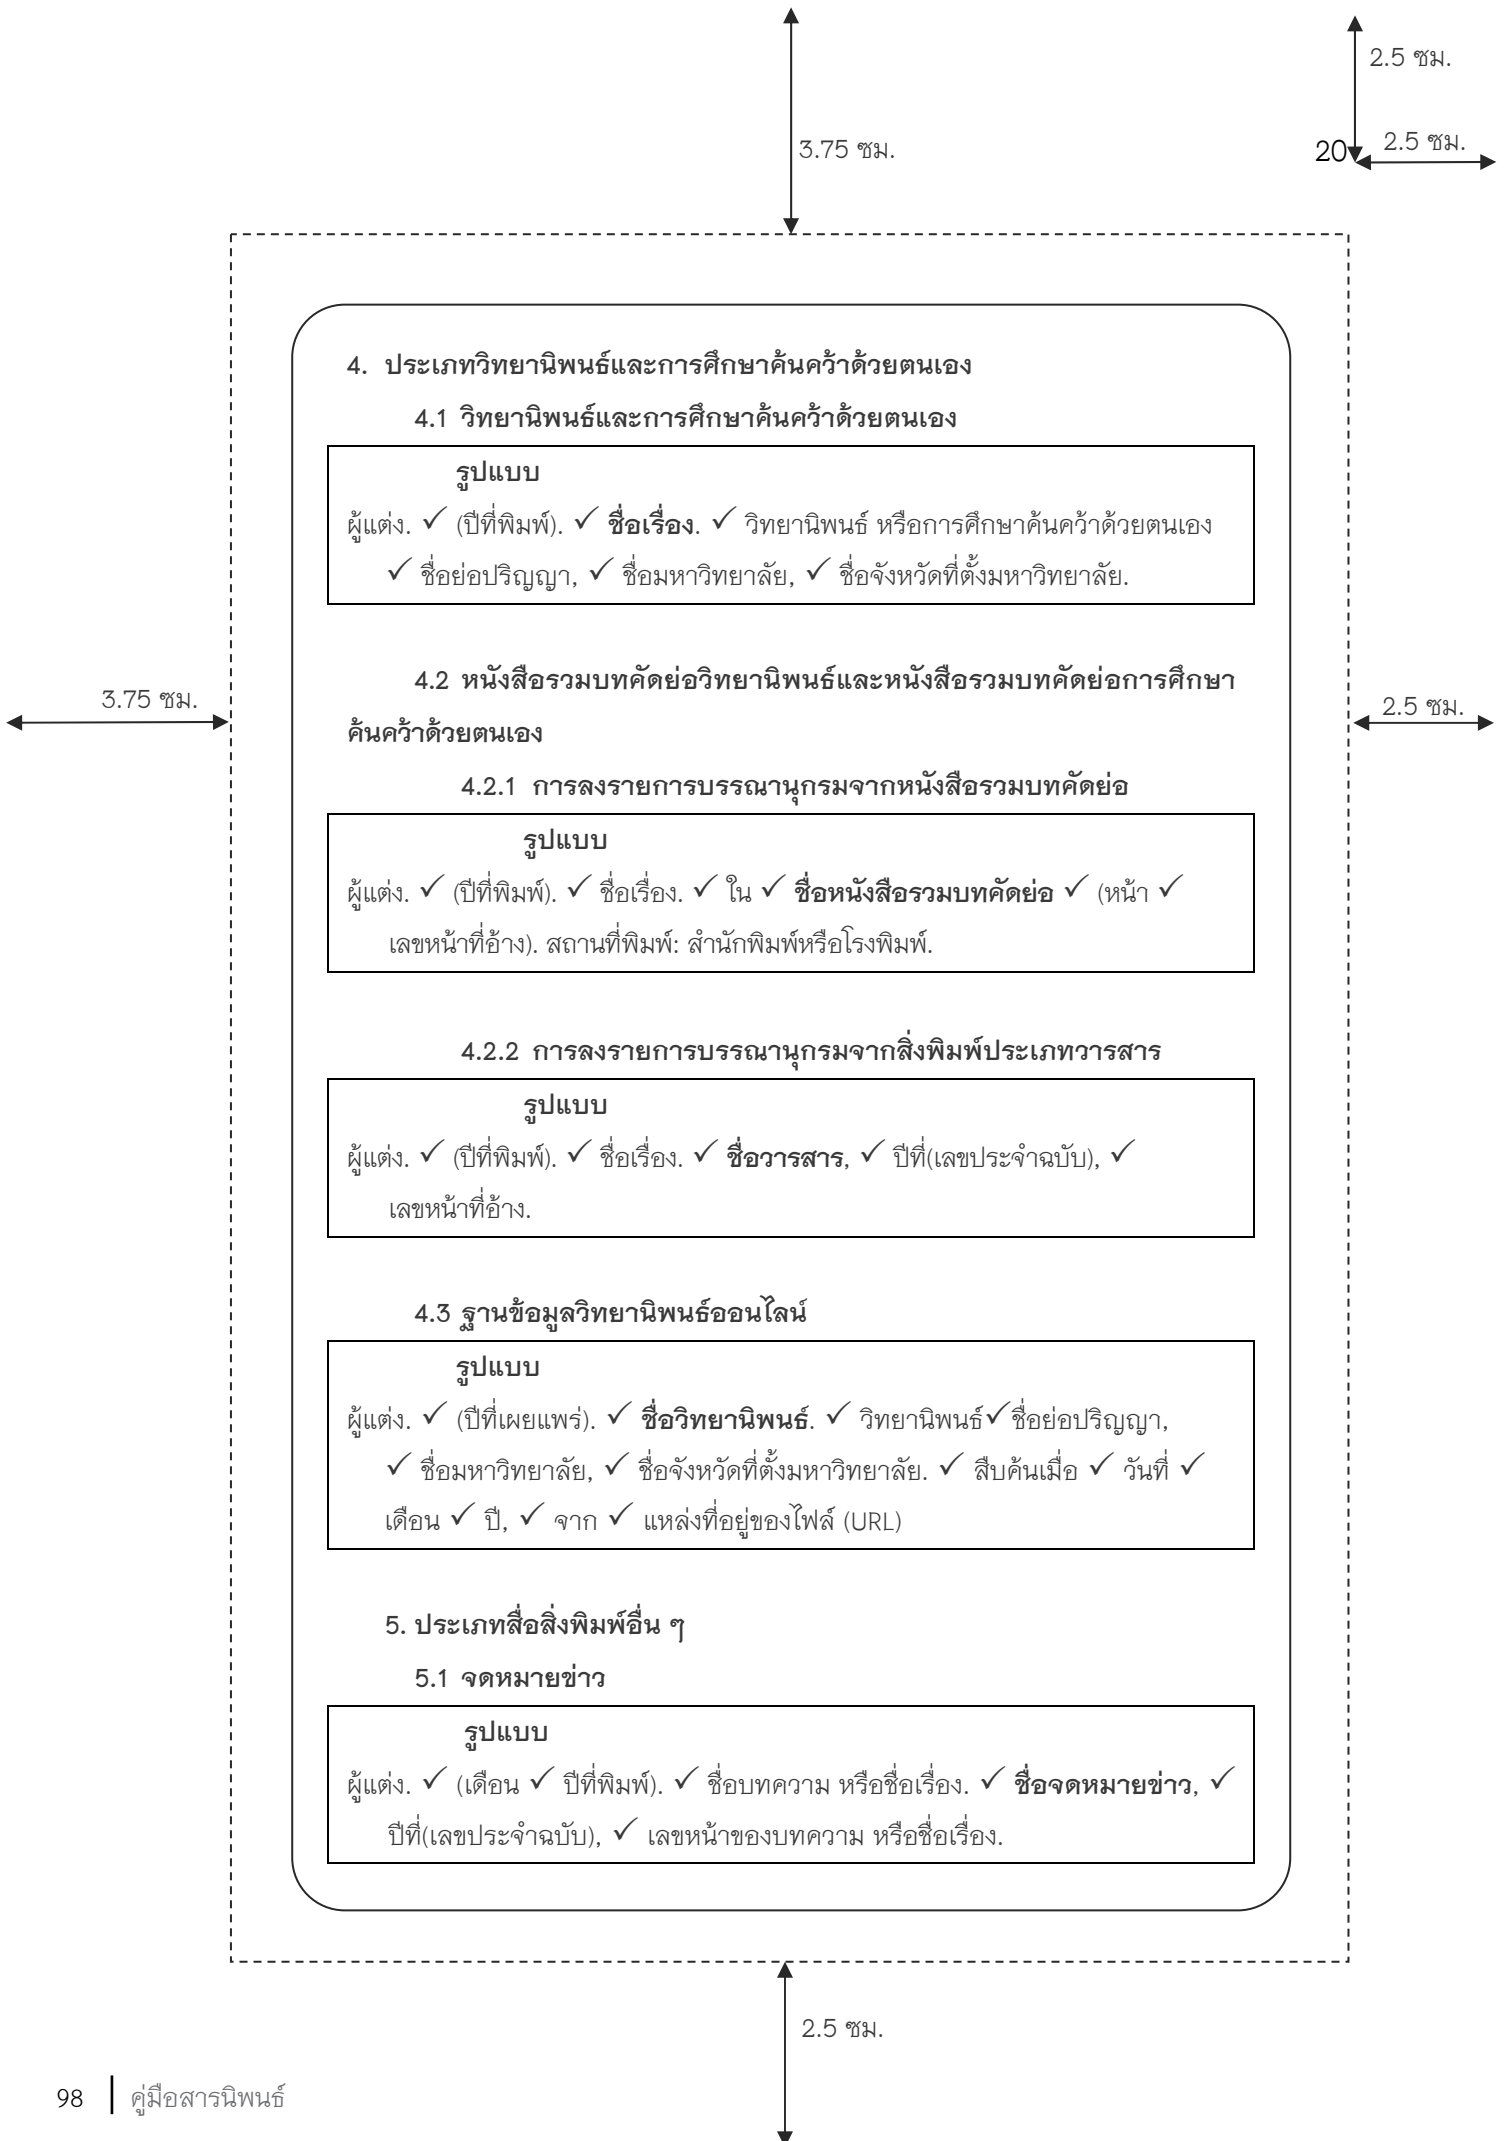 2.5 ซม.
3.75 ซม.
20
2.5 ซม.
4. ประเภทวิทยานิพนธ์และการศึกษาค้นคว้าด้วยตนเอง
4.1 วิทยานิพนธ์และการศึกษาค้นคว้าด้วยตนเอง
รูปแบบ
ผู้แต่ง. ✓ (ปีที่พิมพ์). ✓ ชื่อเรื่อง. ✓ วิทยานิพนธ์ หรือการศึกษาค้นคว้าด้วยตนเอง
✓ ชื่อย่อปริญญา, ✓ ชื่อมหาวิทยาลัย, ✓ ชื่อจังหวัดที่ตั้งมหาวิทยาลัย.
4.2 หนังสือรวมบทคัดย่อวิทยานิพนธ์และหนังสือรวมบทคัดย่อการศึกษา
3.75 ซม.
2.5 ซม.
ค้นคว้าด้วยตนเอง
4.2.1 การลงรายการบรรณานุกรมจากหนังสือรวมบทคัดย่อ
รูปแบบ
ผู้แต่ง. ✓ (ปีที่พิมพ์). ✓ ชื่อเรื่อง. ✓ ใน ✓ ชื่อหนังสือรวมบทคัดย่อ ✓ (หน้า ✓
เลขหน้าที่อ้าง). สถานที่พิมพ์: สำนักพิมพ์หรือโรงพิมพ์.
4.2.2 การลงรายการบรรณานุกรมจากสิ่งพิมพ์ประเภทวารสาร
รูปแบบ
ผู้แต่ง. ✓ (ปีที่พิมพ์). ✓ ชื่อเรื่อง. ✓ ชื่อวารสาร, ✓ ปีที่(เลขประจำฉบับ), ✓
เลขหน้าที่อ้าง.
4.3 ฐานข้อมูลวิทยานิพนธ์ออนไลน์
รูปแบบ
ผู้แต่ง. ✓ (ปีที่เผยแพร่). ✓ ชื่อวิทยานิพนธ์. ✓ วิทยานิพนธ์✓ชื่อย่อปริญญา,
✓ ชื่อมหาวิทยาลัย, ✓ ชื่อจังหวัดที่ตั้งมหาวิทยาลัย. ✓ สืบค้นเมื่อ ✓ วันที่ ✓
เดือน ✓ ปี, ✓ จาก ✓ แหล่งที่อยู่ของไฟล์ (URL)
5. ประเภทสื่อสิ่งพิมพ์อื่น ๆ
5.1 จดหมายข่าว
รูปแบบ
ผู้แต่ง. ✓ (เดือน ✓ ปีที่พิมพ์). ✓ ชื่อบทความ หรือชื่อเรื่อง. ✓ ชื่อจดหมายข่าว, ✓
ปีที่(เลขประจำฉบับ), ✓ เลขหน้าของบทความ หรือชื่อเรื่อง.
2.5 ซม.
98 | คู่มือสารนิพนธ์